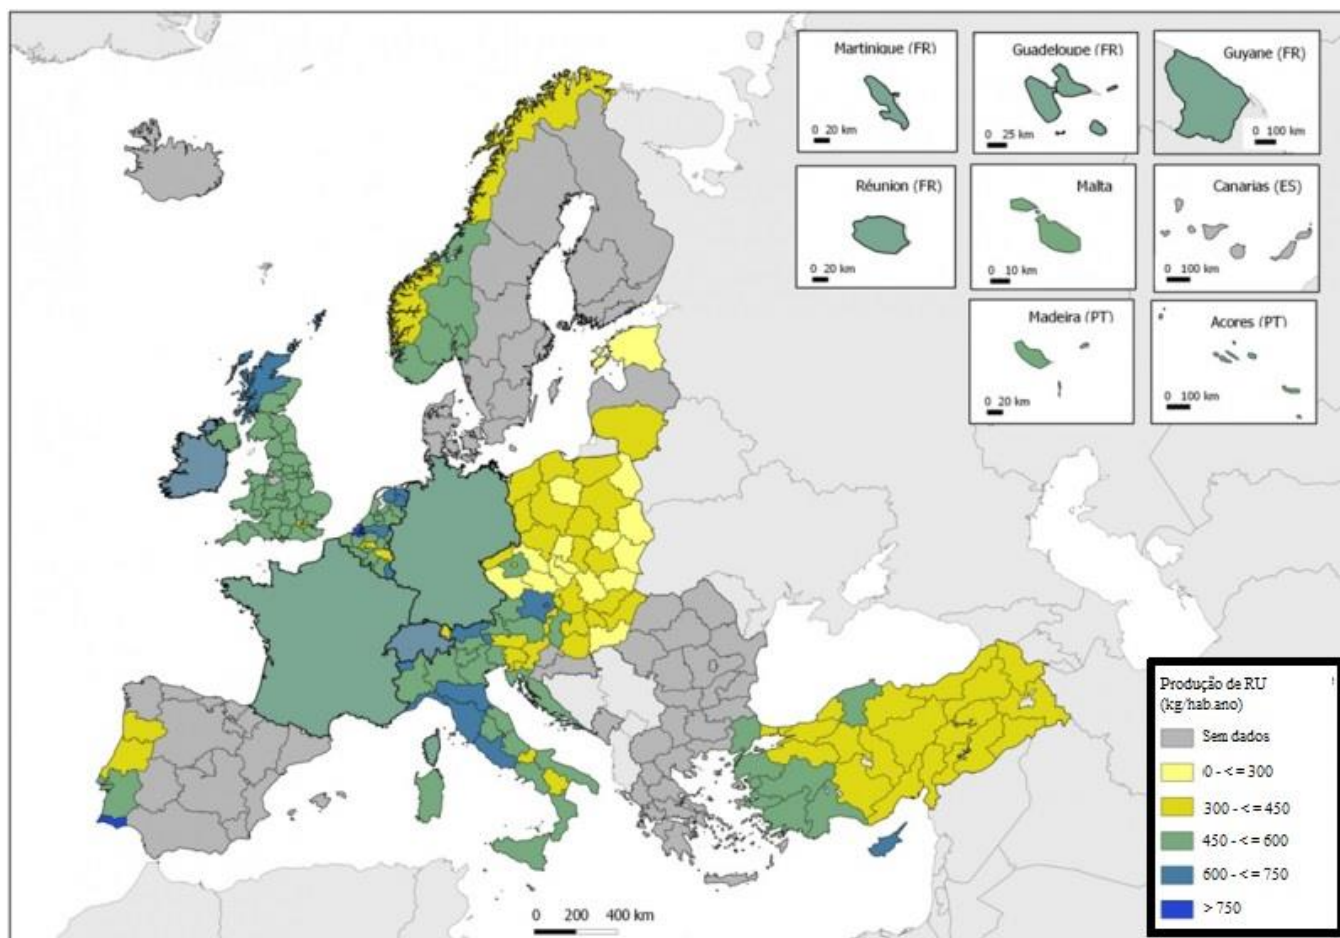 Martinique (FR)
0 20 km
Guadeloupe (FR)
0 25 km
Guyane (FR)
0 100 km
Réunion (FR)
0 20 km
Malta
0 10 km
Canarias (ES)
0 100 km
Madeira (PT)
0 20 km
Acores (PT)
0 100 km
Produção de RU
(kg/hab.ano)
Sem dados
0 - < = 300
300 - < = 450
450 - < = 600
600 - < = 750
> 750
0 200 400 km